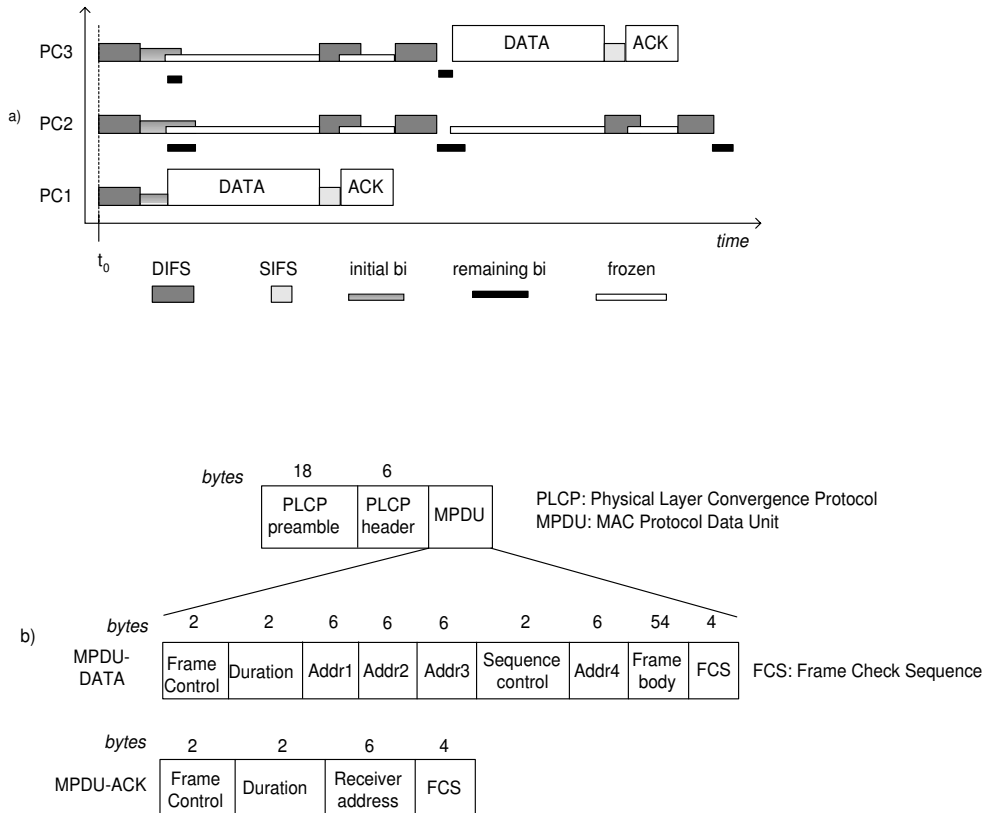 PC3
DATA
ACK
a)
PC2
PC1
DATA
ACK
time
t0
DIFS
SIFS
initial bi
remaining bi
frozen
bytes
18
6
PLCP preamble
PLCP header
MPDU
PLCP: Physical Layer Convergence Protocol
MPDU: MAC Protocol Data Unit
b)
bytes
2
2
6
6
6
2
6
54
4
MPDU-DATA
Frame Control
Duration
Addr1
Addr2
Addr3
Sequence control
Addr4
Frame body
FCS
FCS: Frame Check Sequence
bytes
2
2
6
4
MPDU-ACK
Frame Control
Duration
Receiver address
FCS